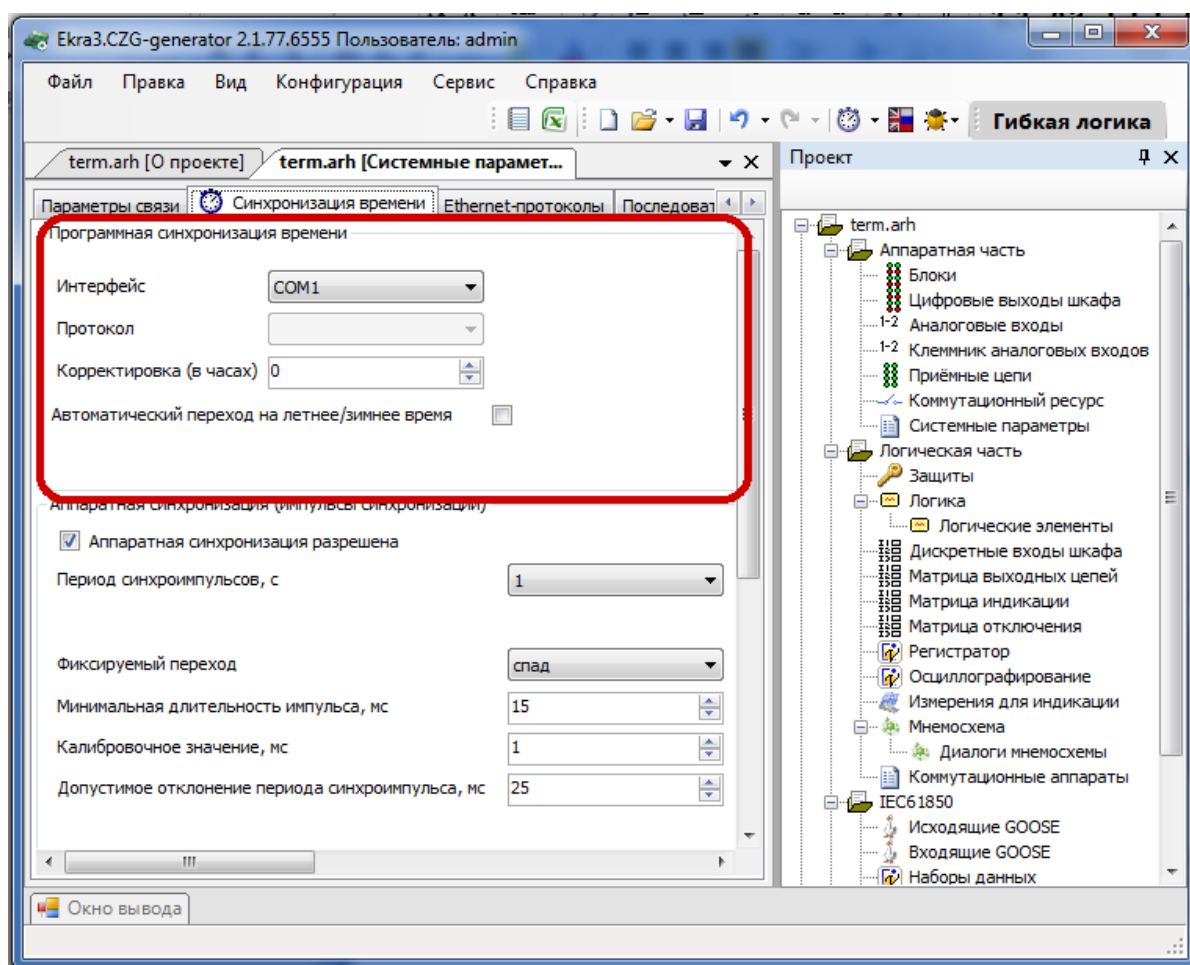 Ekra3.CZG-generator 2.1.77.6555 Пользователь: admin
Файл Правка Вид Конфигурация Сервис Справка
Гибкая логика
term.arh [О проекте] term.arh [Системные парамет...
Параметры связи Синхронизация времени Ethernet-протоколы Последоват
Программная синхронизация времени
Интерфейс COM1
Протокол
Корректировка (в часах) 0
Автоматический переход на летнее/зимнее время
Аппаратная синхронизация (импульсы синхронизации)
Аппаратная синхронизация разрешена
Период синхроимпульсов, с 1
Фиксируемый переход спад
Минимальная длительность импульса, мс 15
Калибровочное значение, мс 1
Допустимое отклонение периода синхроимпульса, мс 25
Проект
term.arh
Аппаратная часть
Блоки
Цифровые выходы шкафа
1-2 Аналоговые входы
1-2 Клеммник аналоговых входов
Приёмные цепи
Коммутационный ресурс
Системные параметры
Логическая часть
Защиты
Логика
Логические элементы
Дискретные входы шкафа
Матрица выходных цепей
Матрица индикации
Матрица отключения
Регистратор
Осциллографирование
Измерения для индикации
Мнемосхема
Диалоги мнемосхемы
Коммутационные аппараты
IEC61850
Исходящие GOOSE
Входящие GOOSE
Наборы данных
Окно вывода